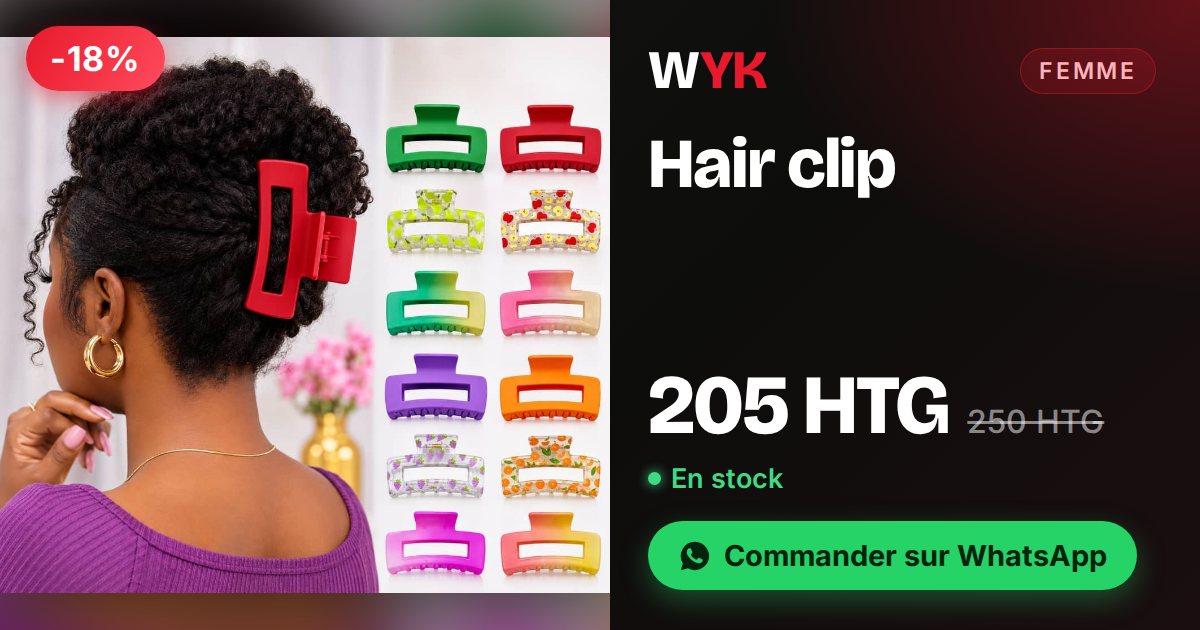 -18%
WYK
FEMME
Hair clip
205 HTG 250 HTG
En stock
Commander sur WhatsApp